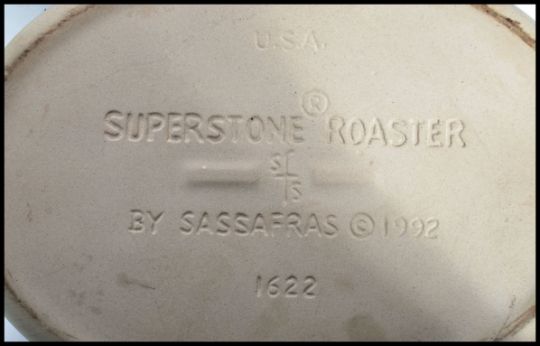 U.S.A.
SUPERSTONE® ROASTER
S
S
BY SASSAFRAS © 1992
1622